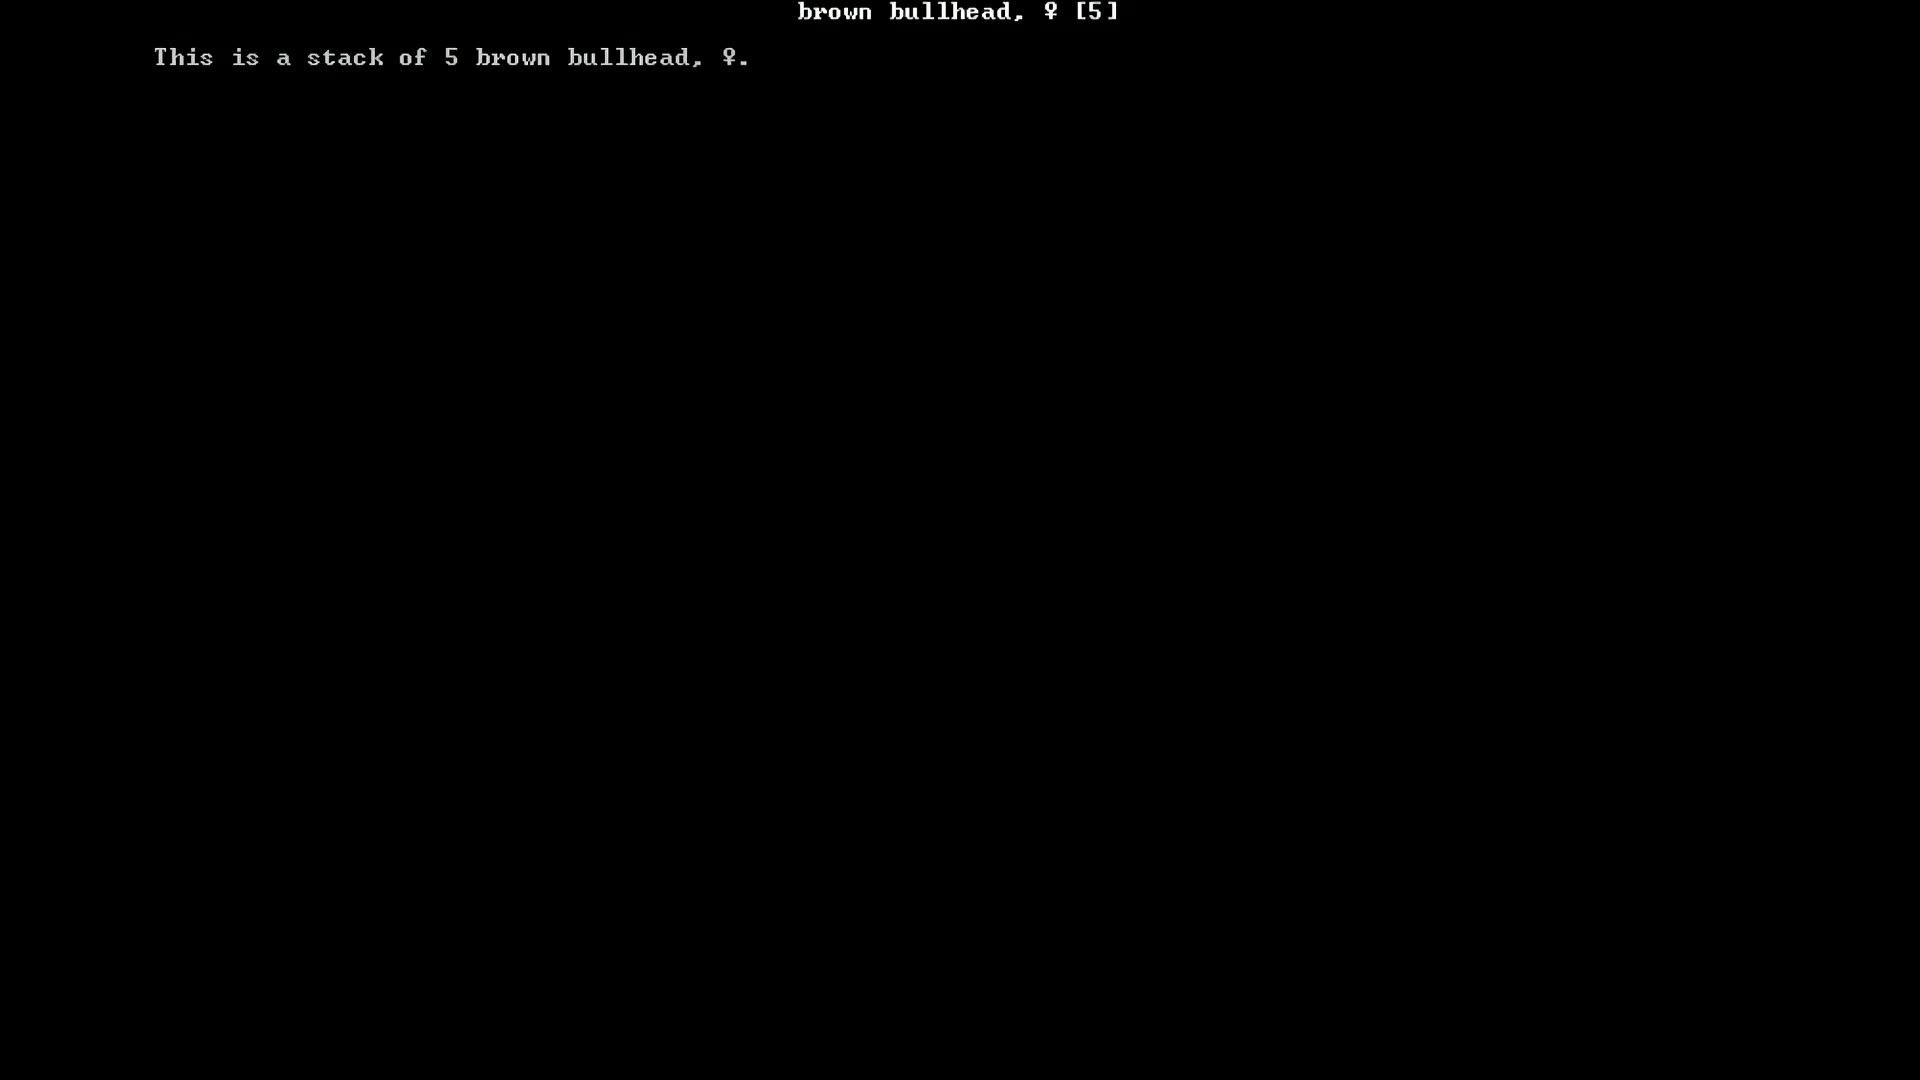 brown bullhead, ♀ [5]
This is a stack of 5 brown bullhead, ♀.